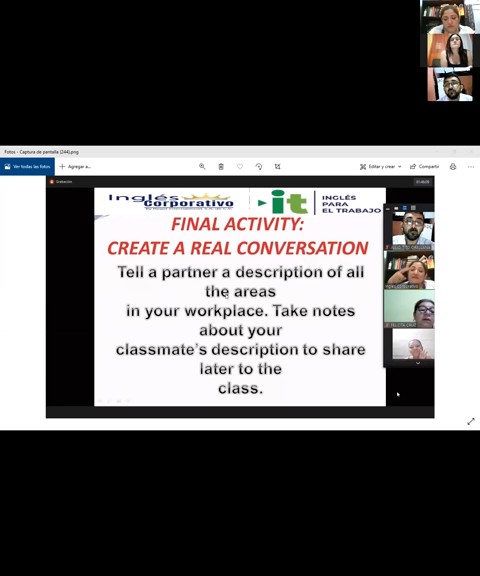 Fotos - Captura de pantalla (244).png
Ver todas las fotos
Agregar a...
Editar y crear
Compartir
Grabación
Inglés
corporativo
it
INGLÉS
PARA
EL TRABAJO
FINAL ACTIVITY:
CREATE A REAL CONVERSATION
Tell a partner a description of all
the areas
in your workplace. Take notes
about your
classmate's description to share
later to the
class.